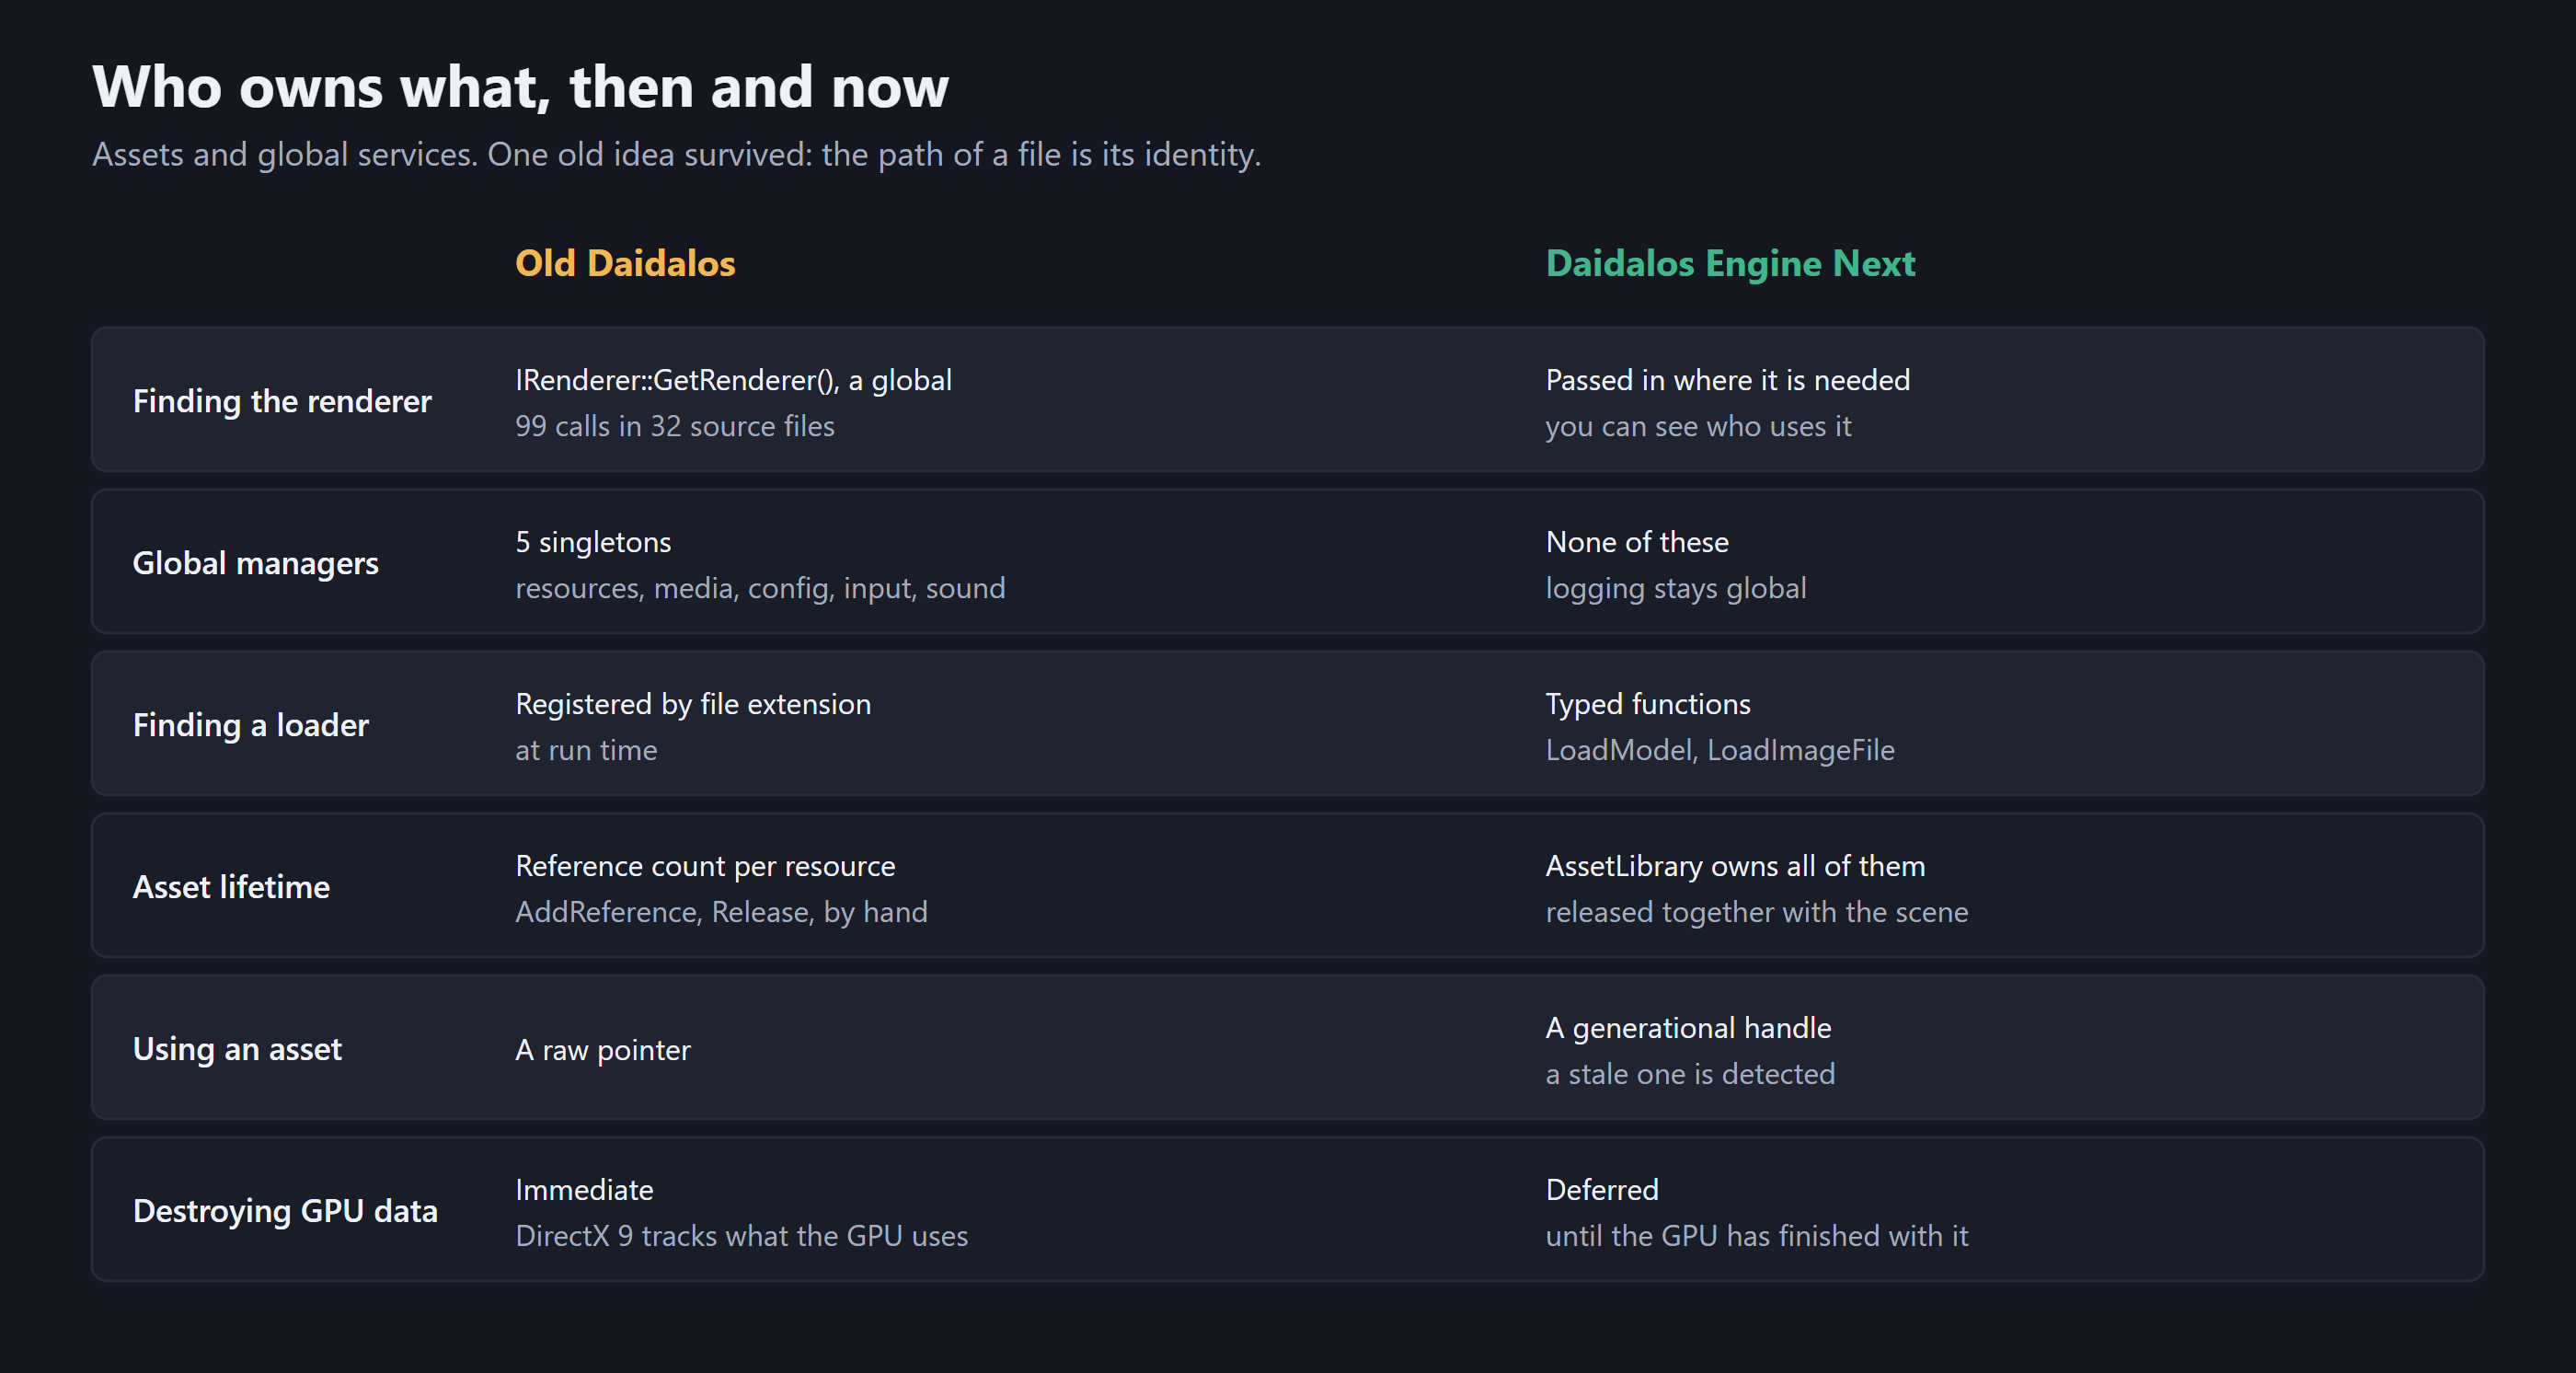 Who owns what, then and now
Assets and global services. One old idea survived: the path of a file is its identity.
Old Daidalos
Daidalos Engine Next
Finding the renderer
IRenderer::GetRenderer(), a global
99 calls in 32 source files
Passed in where it is needed
you can see who uses it
Global managers
5 singletons
resources, media, config, input, sound
None of these
logging stays global
Finding a loader
Registered by file extension
at run time
Typed functions
LoadModel, LoadImageFile
Asset lifetime
Reference count per resource
AddReference, Release, by hand
AssetLibrary owns all of them
released together with the scene
Using an asset
A raw pointer
A generational handle
a stale one is detected
Destroying GPU data
Immediate
DirectX 9 tracks what the GPU uses
Deferred
until the GPU has finished with it